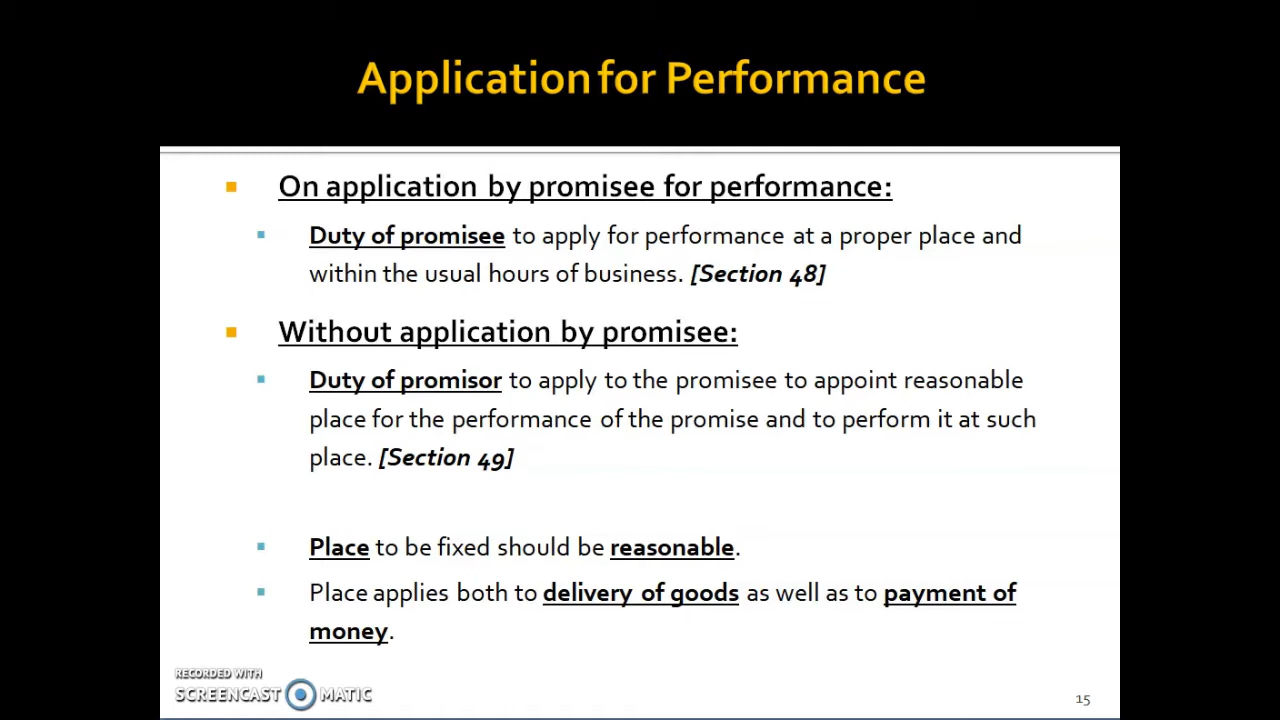 Application for Performance
On application by promisee for performance:
Duty of promisee to apply for performance at a proper place and
within the usual hours of business. [Section 48]
Without application by promisee:
Duty of promisor to apply to the promisee to appoint reasonable
place for the performance of the promise and to perform it at such
place. [Section 49]
Place to be fixed should be reasonable.
Place applies both to delivery of goods as well as to payment of
money.
RECORDED WITH
SCREENCAST MATIC
15